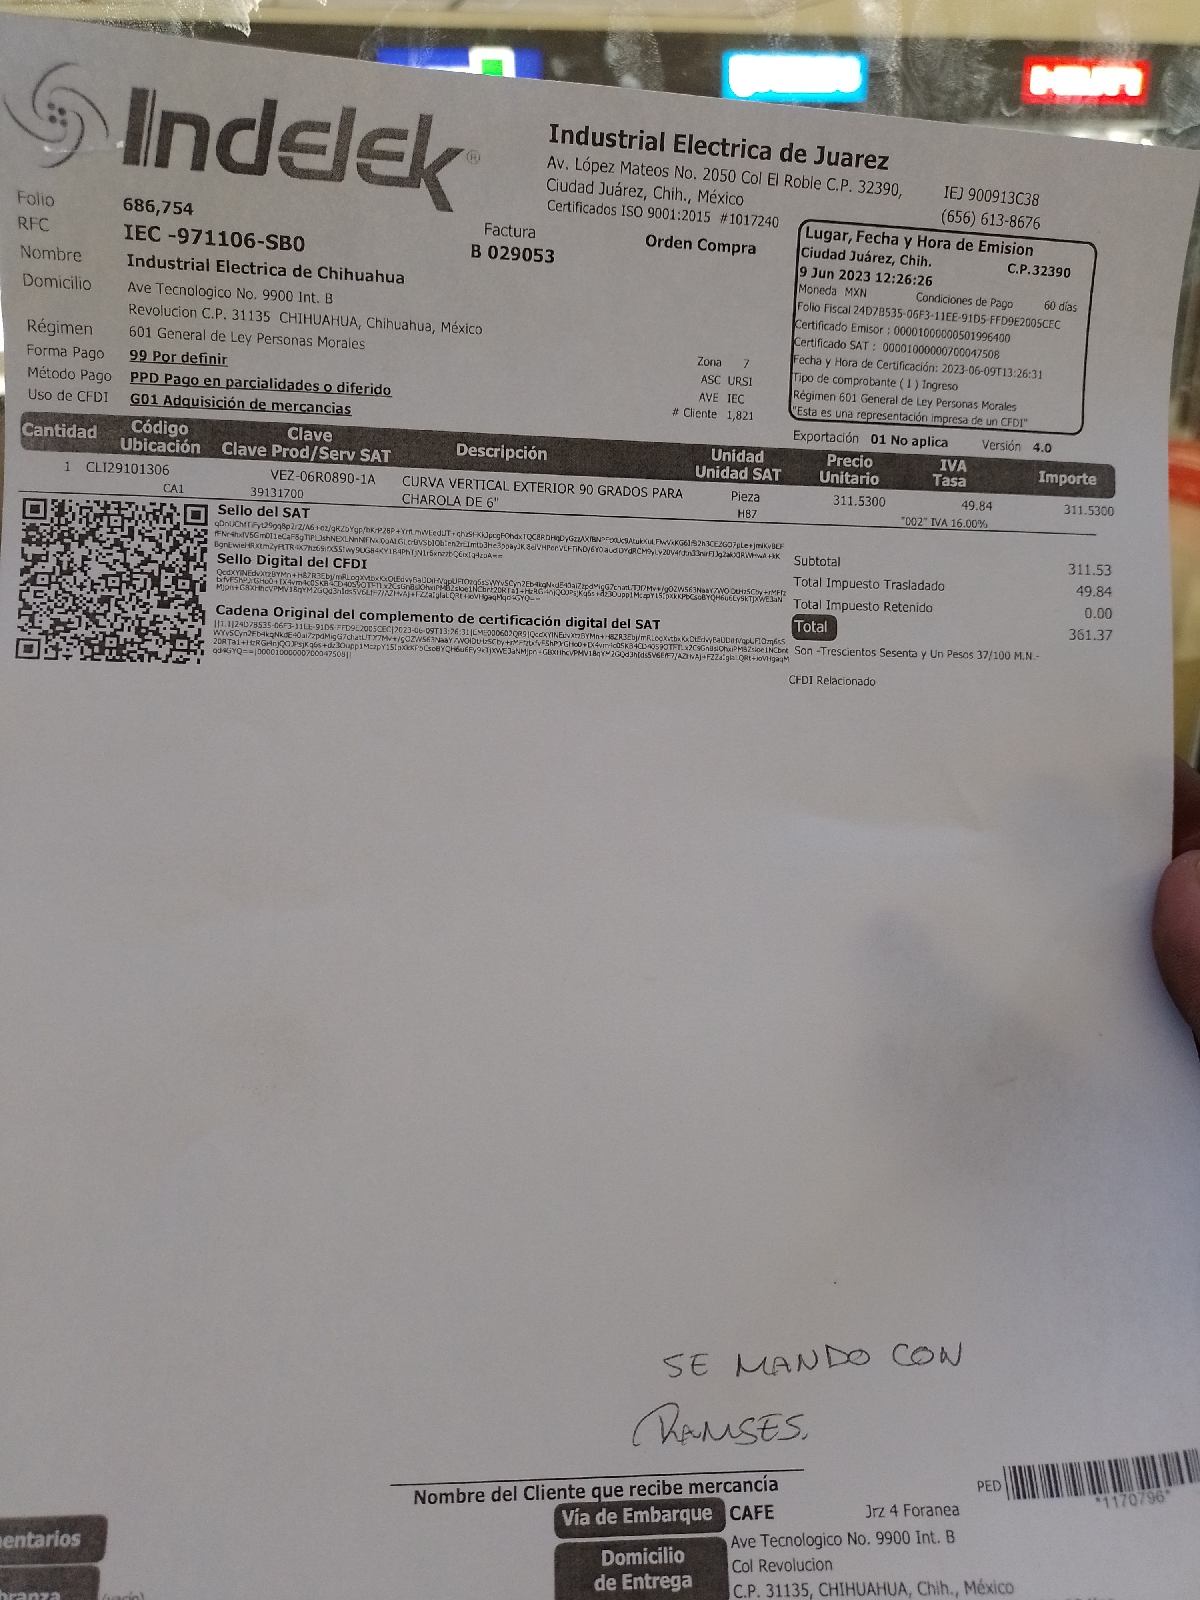 Indelek®
Industrial Electrica de Juarez
Av. López Mateos No. 2050 Col El Roble C.P. 32390,
Ciudad Juárez, Chih., México
Certificados ISO 9001:2015 #1017240
IEJ 900913C38
(656) 613-8676
Folio 686,754
RFC IEC -971106-SB0
Nombre Industrial Electrica de Chihuahua
Domicilio Ave Tecnologico No. 9900 Int. B
Revolucion C.P. 31135 CHIHUAHUA, Chihuahua, México
Régimen 601 General de Ley Personas Morales
Forma Pago 99 Por definir
Método Pago PPD Pago en parcialidades o diferido
Uso de CFDI G01 Adquisición de mercancias
Factura
B 029053
Orden Compra
Zona 7
ASC URSI
AVE IEC
# Cliente 1,821
Lugar, Fecha y Hora de Emision
Ciudad Juárez, Chih. C.P.32390
9 Jun 2023 12:26:26
Moneda MXN Condiciones de Pago 60 dias
Folio Fiscal 24D7B535-06F3-11EE-91D5-FFD9E2005CEC
Certificado Emisor : 00001000000501996400
Certificado SAT : 00001000000700047508
Fecha y Hora de Certificación: 2023-06-09T13:26:31
Tipo de comprobante ( I ) Ingreso
Régimen 601 General de Ley Personas Morales
"Esta es una representación impresa de un CFDI"
Exportación 01 No aplica Versión 4.0
Cantidad Código Ubicación Clave Clave Prod/Serv SAT Descripción Unidad Unidad SAT Precio Unitario IVA Tasa Importe
1 CLI29101306 VEZ-06R0890-1A CURVA VERTICAL EXTERIOR 90 GRADOS PARA Pieza 311.5300 49.84 311.5300
CA1 39131700 CHAROLA DE 6" H87 "002" IVA 16.00%
Sello del SAT
Sello Digital del CFDI
Cadena Original del complemento de certificación digital del SAT
Subtotal 311.53
Total Impuesto Trasladado 49.84
Total Impuesto Retenido 0.00
Total 361.37
Son -Trescientos Sesenta y Un Pesos 37/100 M.N.-
CFDI Relacionado
SE MANDO CON
RAMSES.
Nombre del Cliente que recibe mercancía
PED *1170796*
Vía de Embarque CAFE Jrz 4 Foranea
Domicilio de Entrega Ave Tecnologico No. 9900 Int. B
Col Revolucion
C.P. 31135, CHIHUAHUA, Chih., México
entarios
(vacio)